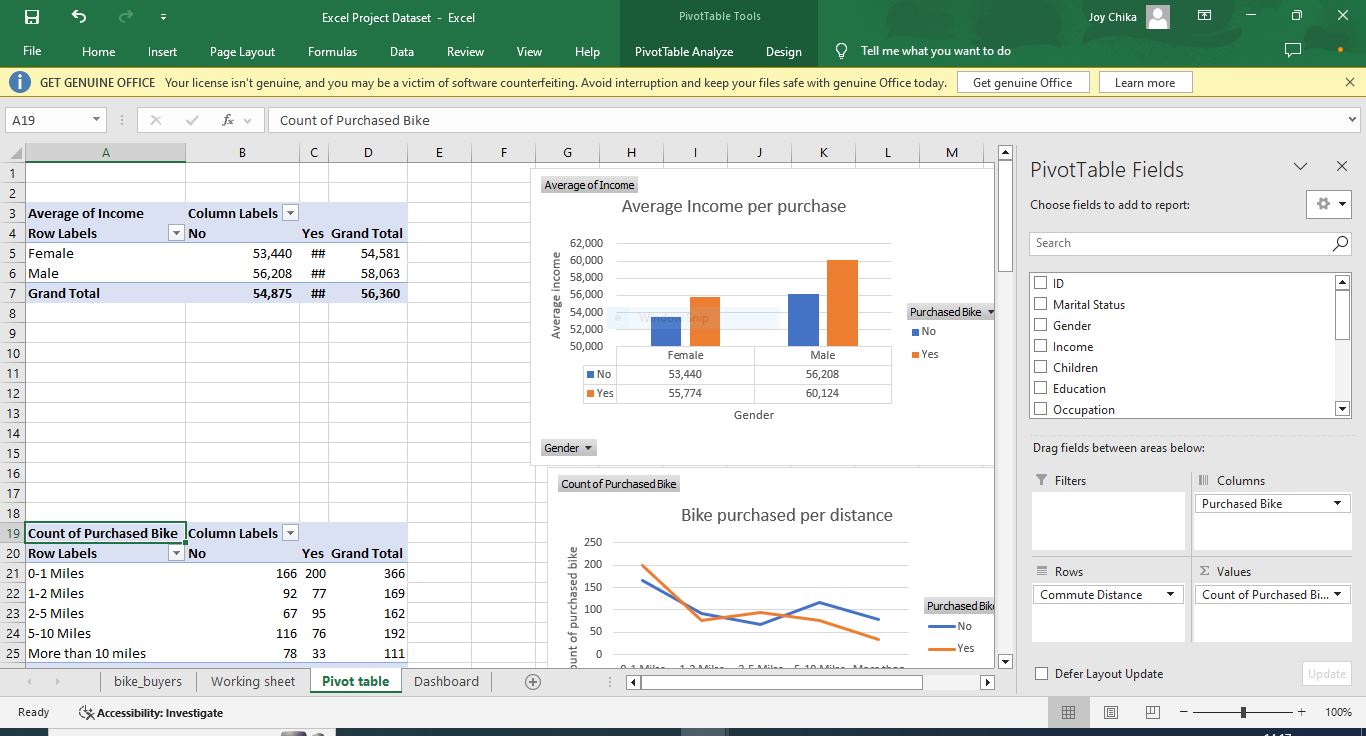 Excel Project Dataset - Excel
PivotTable Tools
Joy Chika
File Home Insert Page Layout Formulas Data Review View Help PivotTable Analyze Design Tell me what you want to do
GET GENUINE OFFICE Your license isn't genuine, and you may be a victim of software counterfeiting. Avoid interruption and keep your files safe with genuine Office today. Get genuine Office Learn more
A19 fx Count of Purchased Bike
A B C D E F G H I J K L M
1
2
3 Average of Income Column Labels
4 Row Labels No Yes Grand Total
5 Female 53,440 ## 54,581
6 Male 56,208 ## 58,063
7 Grand Total 54,875 ## 56,360
8
9
10
11
12
13
14
15
16
17
18
19 Count of Purchased Bike Column Labels
20 Row Labels No Yes Grand Total
21 0-1 Miles 166 200 366
22 1-2 Miles 92 77 169
23 2-5 Miles 67 95 162
24 5-10 Miles 116 76 192
25 More than 10 miles 78 33 111
Average of Income
Average Income per purchase
Average income
62,000
60,000
58,000
56,000
54,000
52,000
50,000
Window Snip
Female Male
No 53,440 56,208
Yes 55,774 60,124
Gender
Purchased Bike
No
Yes
Gender
Count of Purchased Bike
Bike purchased per distance
ount of purchased bike
250
200
150
100
50
0
0-1 Miles 1-2 Miles 2-5 Miles 5-10 Miles More than
Purchased Bike
No
Yes
PivotTable Fields
Choose fields to add to report:
Search
ID
Marital Status
Gender
Income
Children
Education
Occupation
Drag fields between areas below:
Filters
Columns
Purchased Bike
Rows
Commute Distance
Σ Values
Count of Purchased Bi...
Defer Layout Update Update
bike_buyers Working sheet Pivot table Dashboard
Ready Accessibility: Investigate 100%